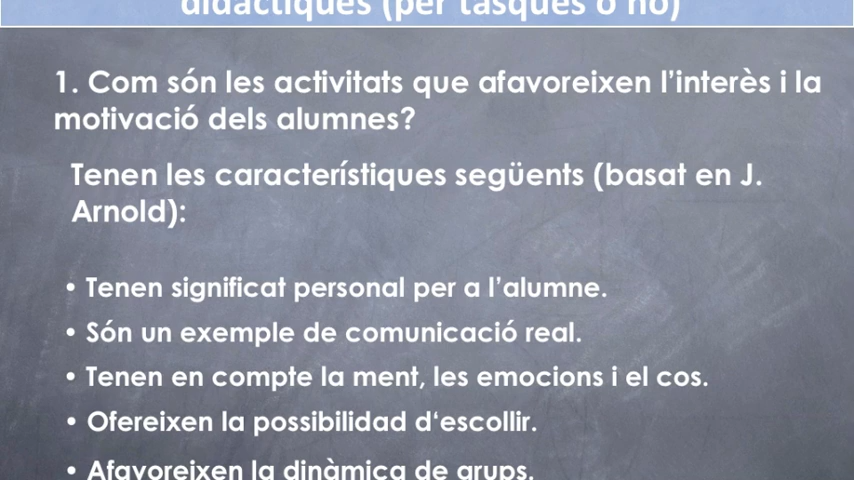 didàctiques (per tasques o no)
1. Com són les activitats que afavoreixen l’interès i la
motivació dels alumnes?
Tenen les característiques següents (basat en J.
Arnold):
• Tenen significat personal per a l’alumne.
• Són un exemple de comunicació real.
• Tenen en compte la ment, les emocions i el cos.
• Ofereixen la possibilidad d‘escollir.
• Afavoreixen la dinàmica de grups.